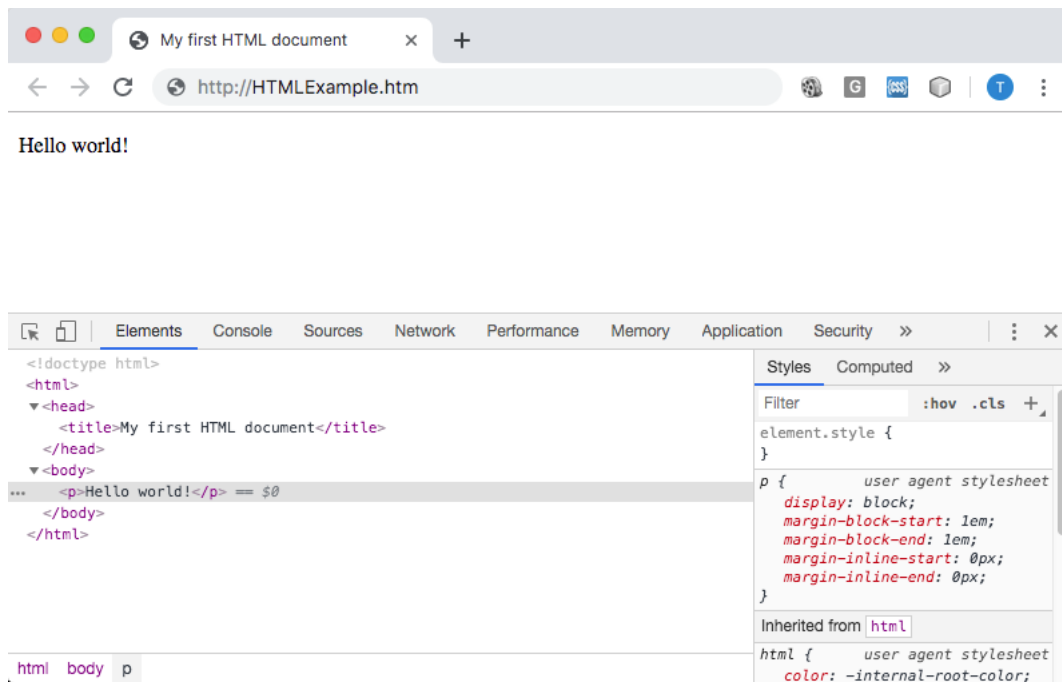 My first HTML document
http://HTMLExample.htm
G
{css}
T
Hello world!
Elements Console Sources Network Performance Memory Application Security »
<!doctype html>
<html>
▼<head>
<title>My first HTML document</title>
</head>
▼<body>
... <p>Hello world!</p> == $0
</body>
</html>
html body p
Styles Computed »
Filter :hov .cls +
element.style {
}
p { user agent stylesheet
display: block;
margin-block-start: 1em;
margin-block-end: 1em;
margin-inline-start: 0px;
margin-inline-end: 0px;
}
Inherited from html
html { user agent stylesheet
color: -internal-root-color;